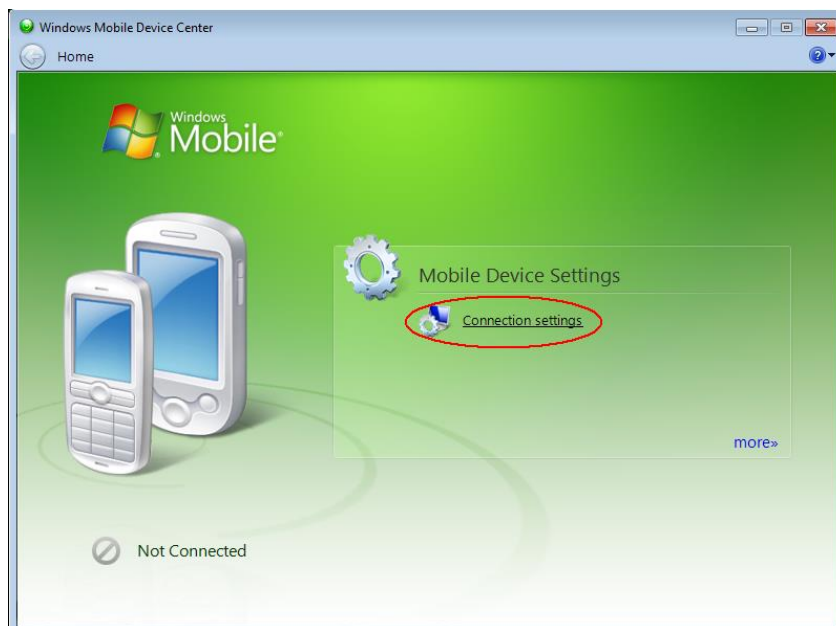 Windows Mobile Device Center
Home
Windows
Mobile®
Mobile Device Settings
Connection settings
more»
Not Connected